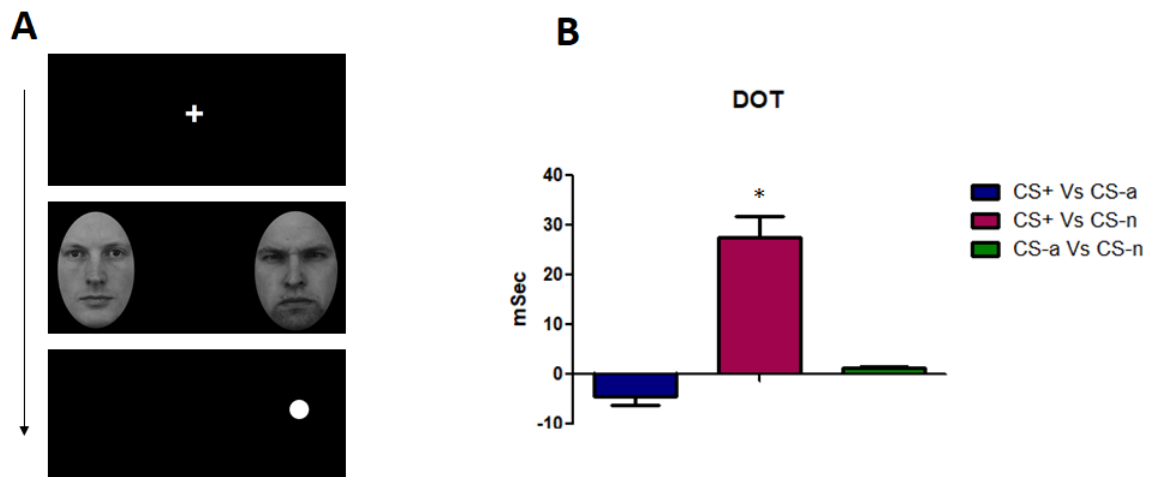 A
B
DOT
40
30
20
10
0
-10
mSec
*
CS+ Vs CS-a
CS+ Vs CS-n
CS-a Vs CS-n